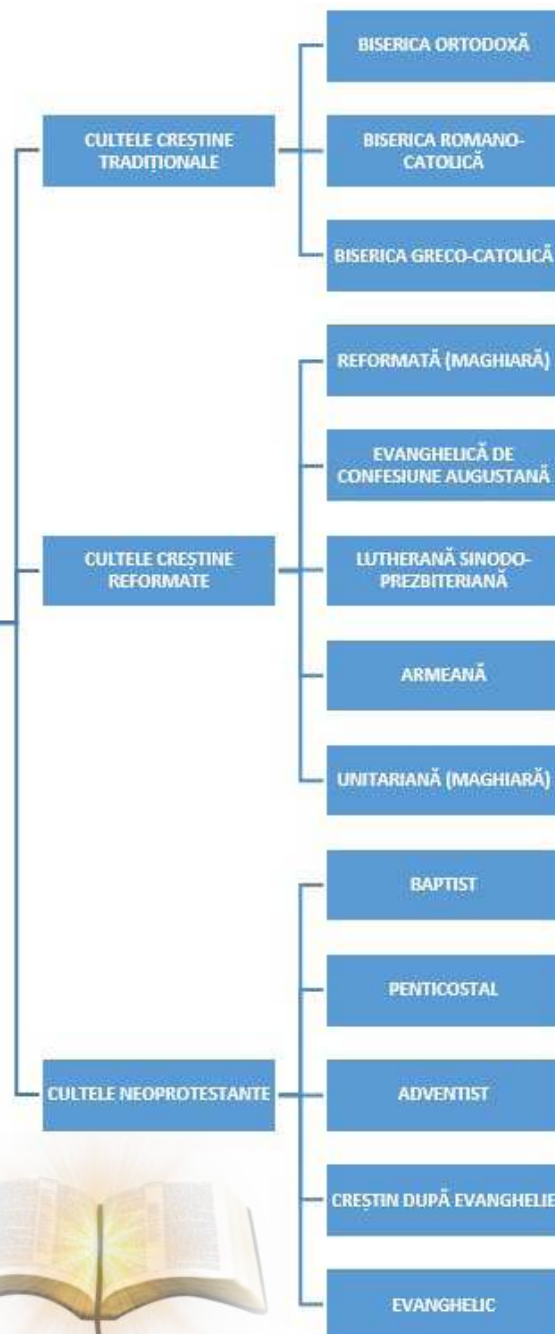 BISERICA ORTODOXĂ
CULTELE CREȘTINE
TRADIȚIONALE
BISERICA ROMANO-
CATOLICĂ
BISERICA GRECO-CATOLICĂ
REFORMATĂ (MAGHIARĂ)
EVANGHELICĂ DE
CONFESIUNE AUGUSTANĂ
CULTELE CREȘTINE
REFORMATE
LUTHERANĂ SINODO-
PREZBITERIANĂ
ARMEANĂ
UNITARIANĂ (MAGHIARĂ)
BAPTIST
PENTICOSTAL
CULTELE NEOPROTESTANTE
ADVENTIST
CREȘTIN DUPĂ EVANGHELIE
EVANGHELIC